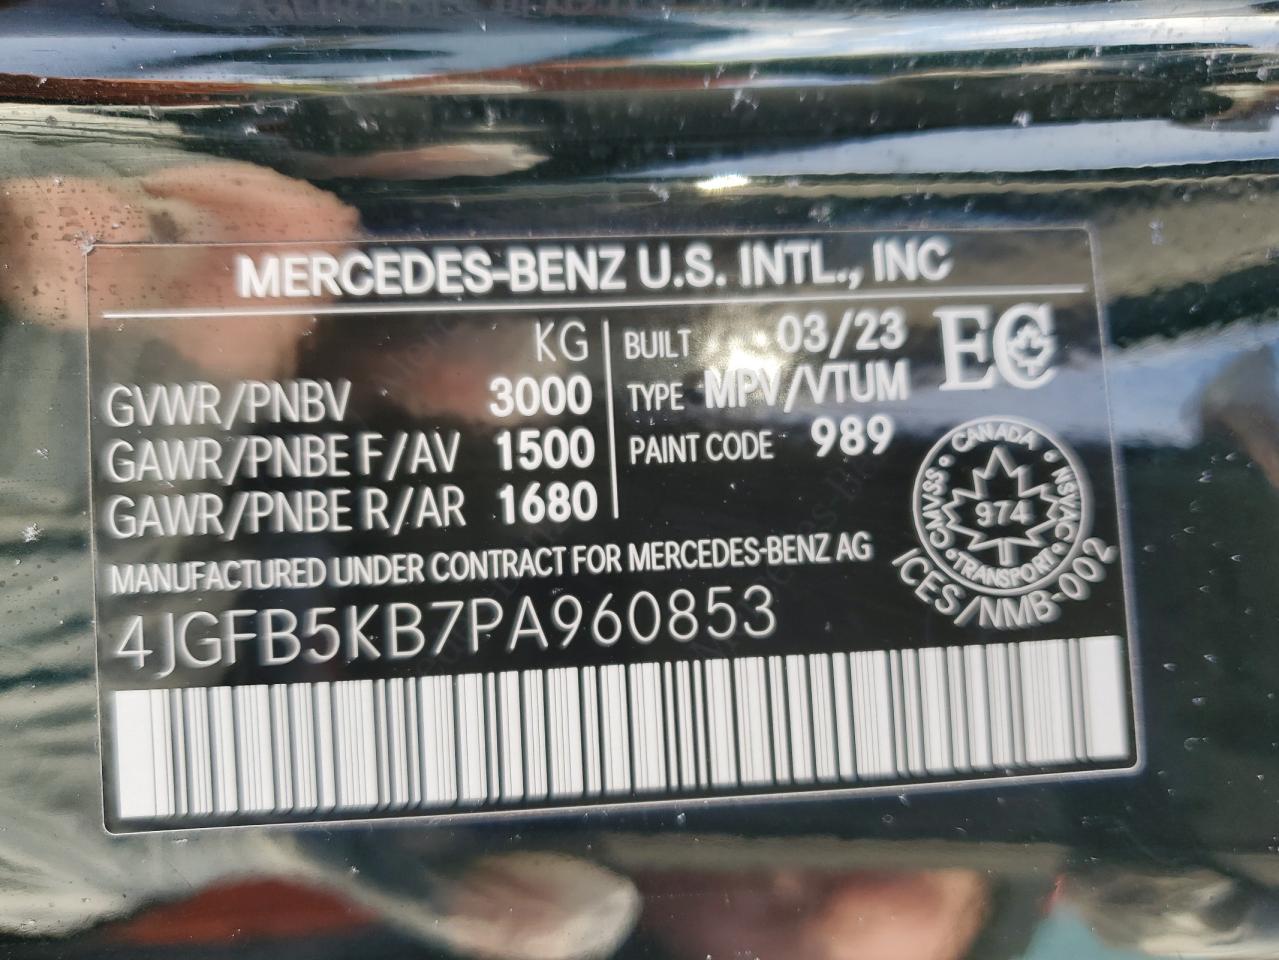 MERCEDES-BENZ U.S. INTL., INC
KG
GVWR/PNBV 3000
GAWR/PNBE F/AV 1500
GAWR/PNBE R/AR 1680
BUILT 03/23
TYPE MPV/VTUM
PAINT CODE 989
EC
CANADA
CMVSS • NSVAC
974
TRANSPORT
ICES/NMB-002
MANUFACTURED UNDER CONTRACT FOR MERCEDES-BENZ AG
4JGFB5KB7PA960853